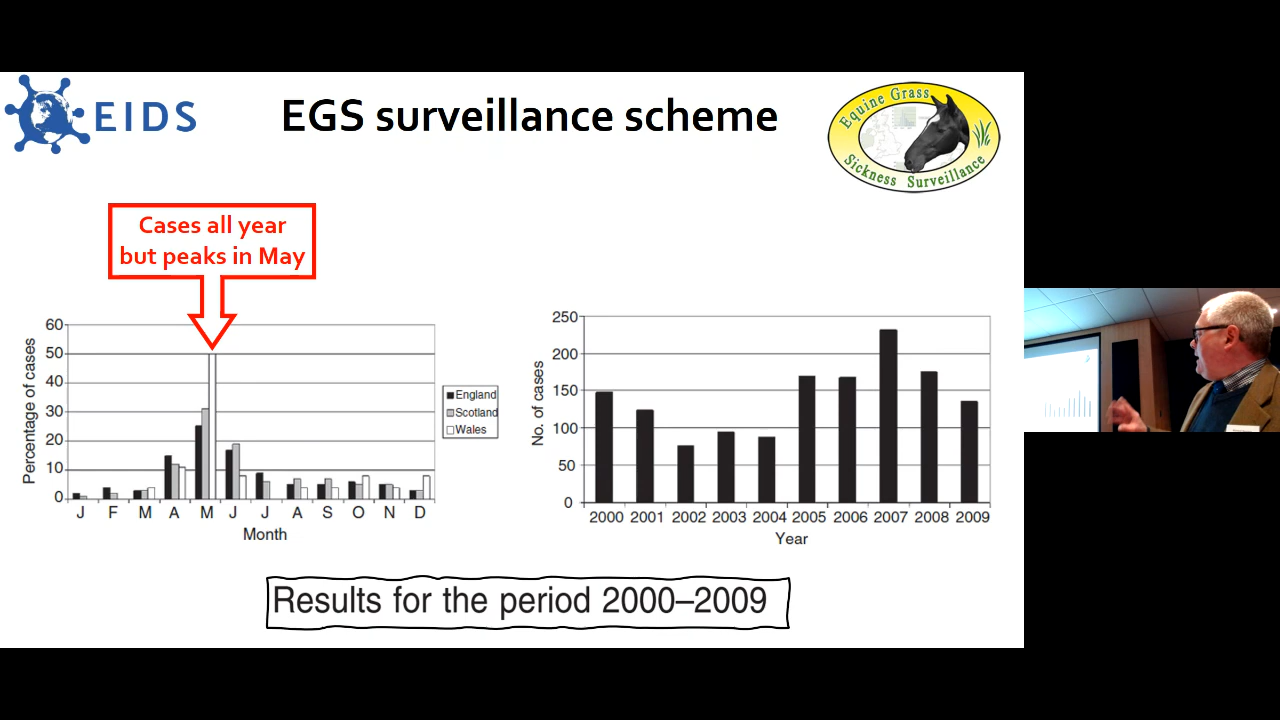 EIDS
EGS surveillance scheme
Equine Grass
Sickness Surveillance
Cases all year
but peaks in May
60
50
40
30
20
10
0
Percentage of cases
J F M A M J J A S O N D
Month
England
Scotland
Wales
250
200
150
100
50
0
No. of cases
2000 2001 2002 2003 2004 2005 2006 2007 2008 2009
Year
Results for the period 2000–2009